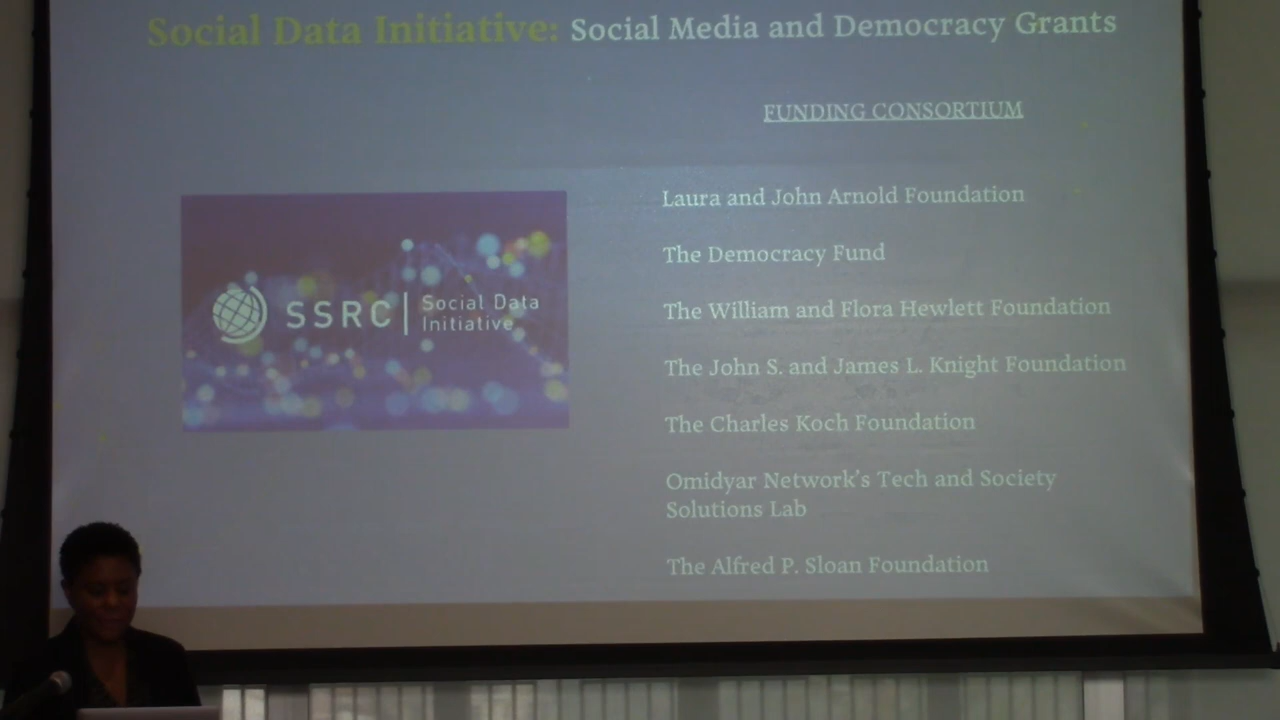 Social Data Initiative: Social Media and Democracy Grants
FUNDING CONSORTIUM
SSRC | Social Data
Initiative
Laura and John Arnold Foundation
The Democracy Fund
The William and Flora Hewlett Foundation
The John S. and James L. Knight Foundation
The Charles Koch Foundation
Omidyar Network's Tech and Society
Solutions Lab
The Alfred P. Sloan Foundation